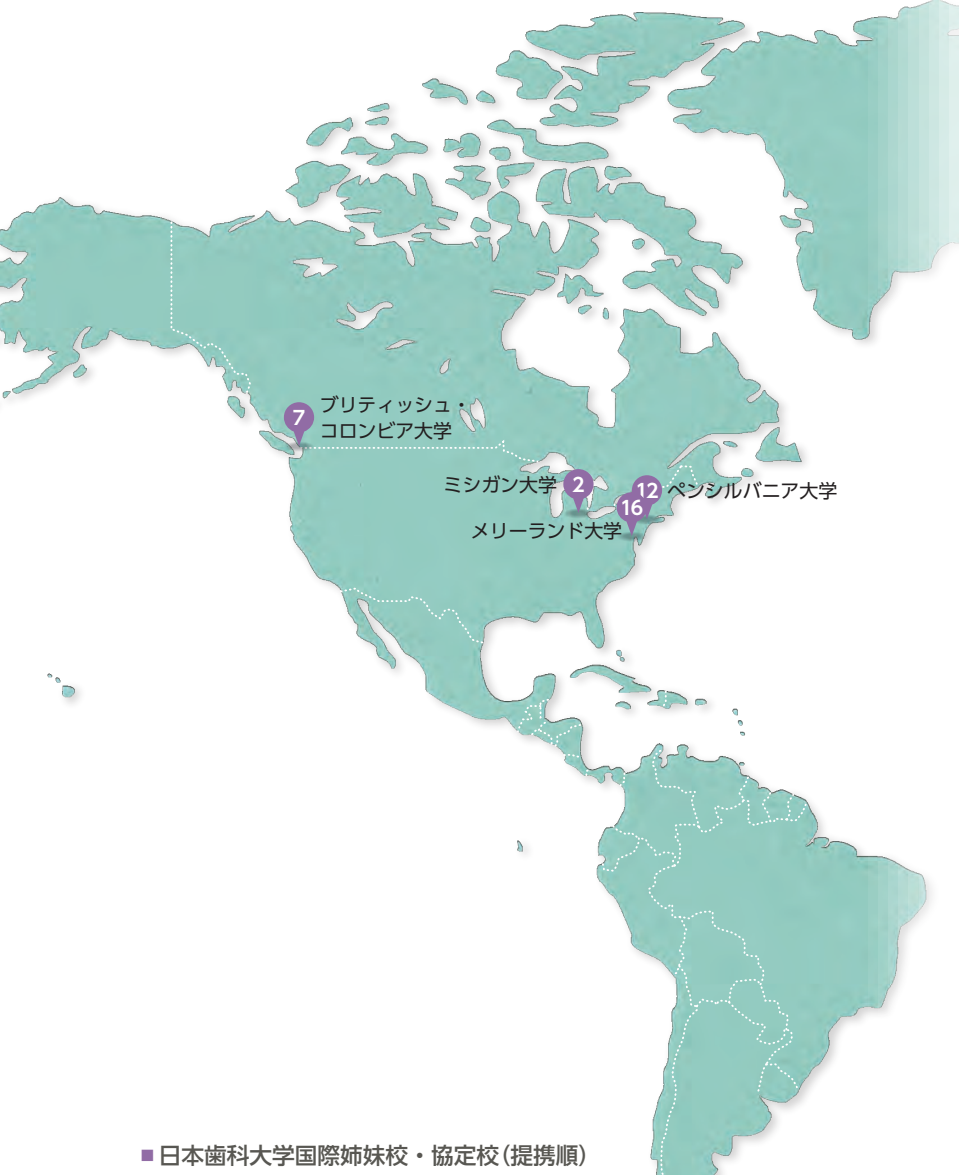 7
ブリティッシュ・
コロンビア大学
ミシガン大学 2
12 ペンシルバニア大学
16
メリーランド大学
■日本歯科大学国際姉妹校・協定校(提携順)